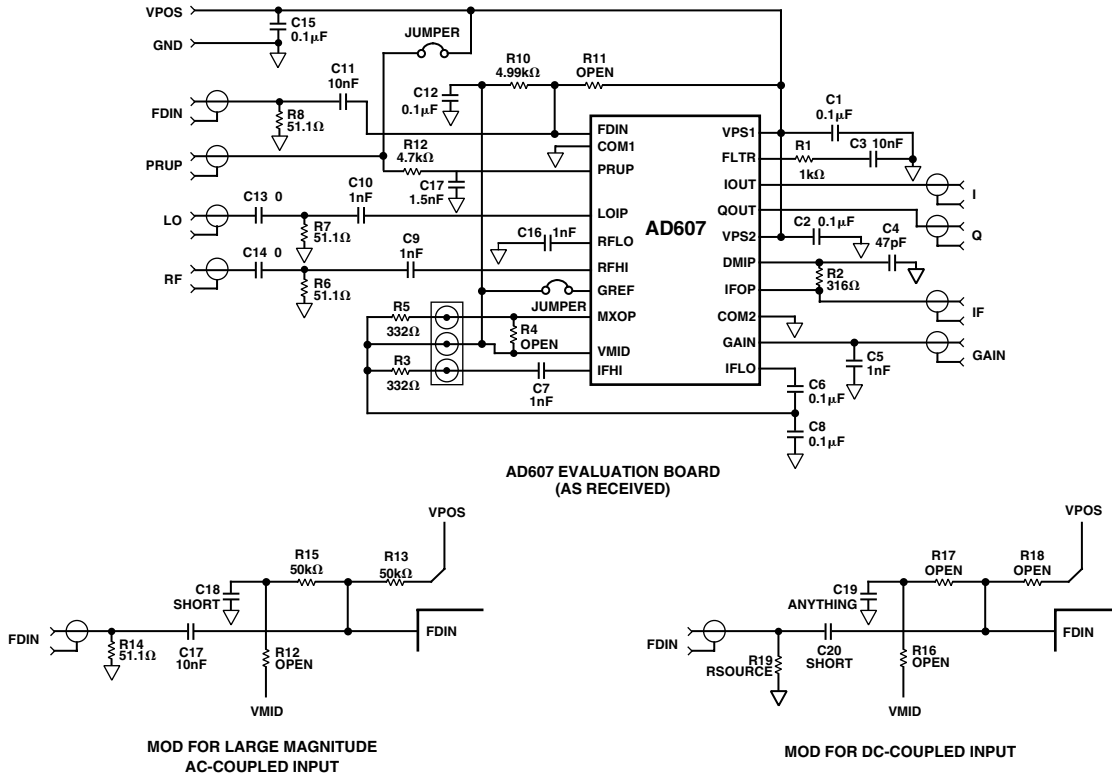 VPOS
GND
C15
0.1µF
JUMPER
R10
4.99kΩ
R11
OPEN
C11
10nF
C12
0.1µF
FDIN
R8
51.1Ω
PRUP
R12
4.7kΩ
C17
1.5nF
C13 0
C10
1nF
LO
R7
51.1Ω
C14 0
C9
1nF
C16
1nF
RF
R6
51.1Ω
JUMPER
R5
332Ω
R4
OPEN
R3
332Ω
C7
1nF
FDIN
COM1
PRUP
LOIP
RFLO
RFHI
GREF
MXOP
VMID
IFHI
AD607
VPS1
FLTR
IOUT
QOUT
VPS2
DMIP
IFOP
COM2
GAIN
IFLO
C1
0.1µF
R1
1kΩ
C3 10nF
I
Q
C2 0.1µF
C4
47pF
R2
316Ω
IF
GAIN
C5
1nF
C6
0.1µF
C8
0.1µF
AD607 EVALUATION BOARD
(AS RECEIVED)
VPOS
R15
50kΩ
R13
50kΩ
C18
SHORT
FDIN
FDIN
R14
51.1Ω
C17
10nF
R12
OPEN
VMID
MOD FOR LARGE MAGNITUDE
AC-COUPLED INPUT
VPOS
R17
OPEN
R18
OPEN
C19
ANYTHING
FDIN
FDIN
R19
RSOURCE
C20
SHORT
R16
OPEN
VMID
MOD FOR DC-COUPLED INPUT